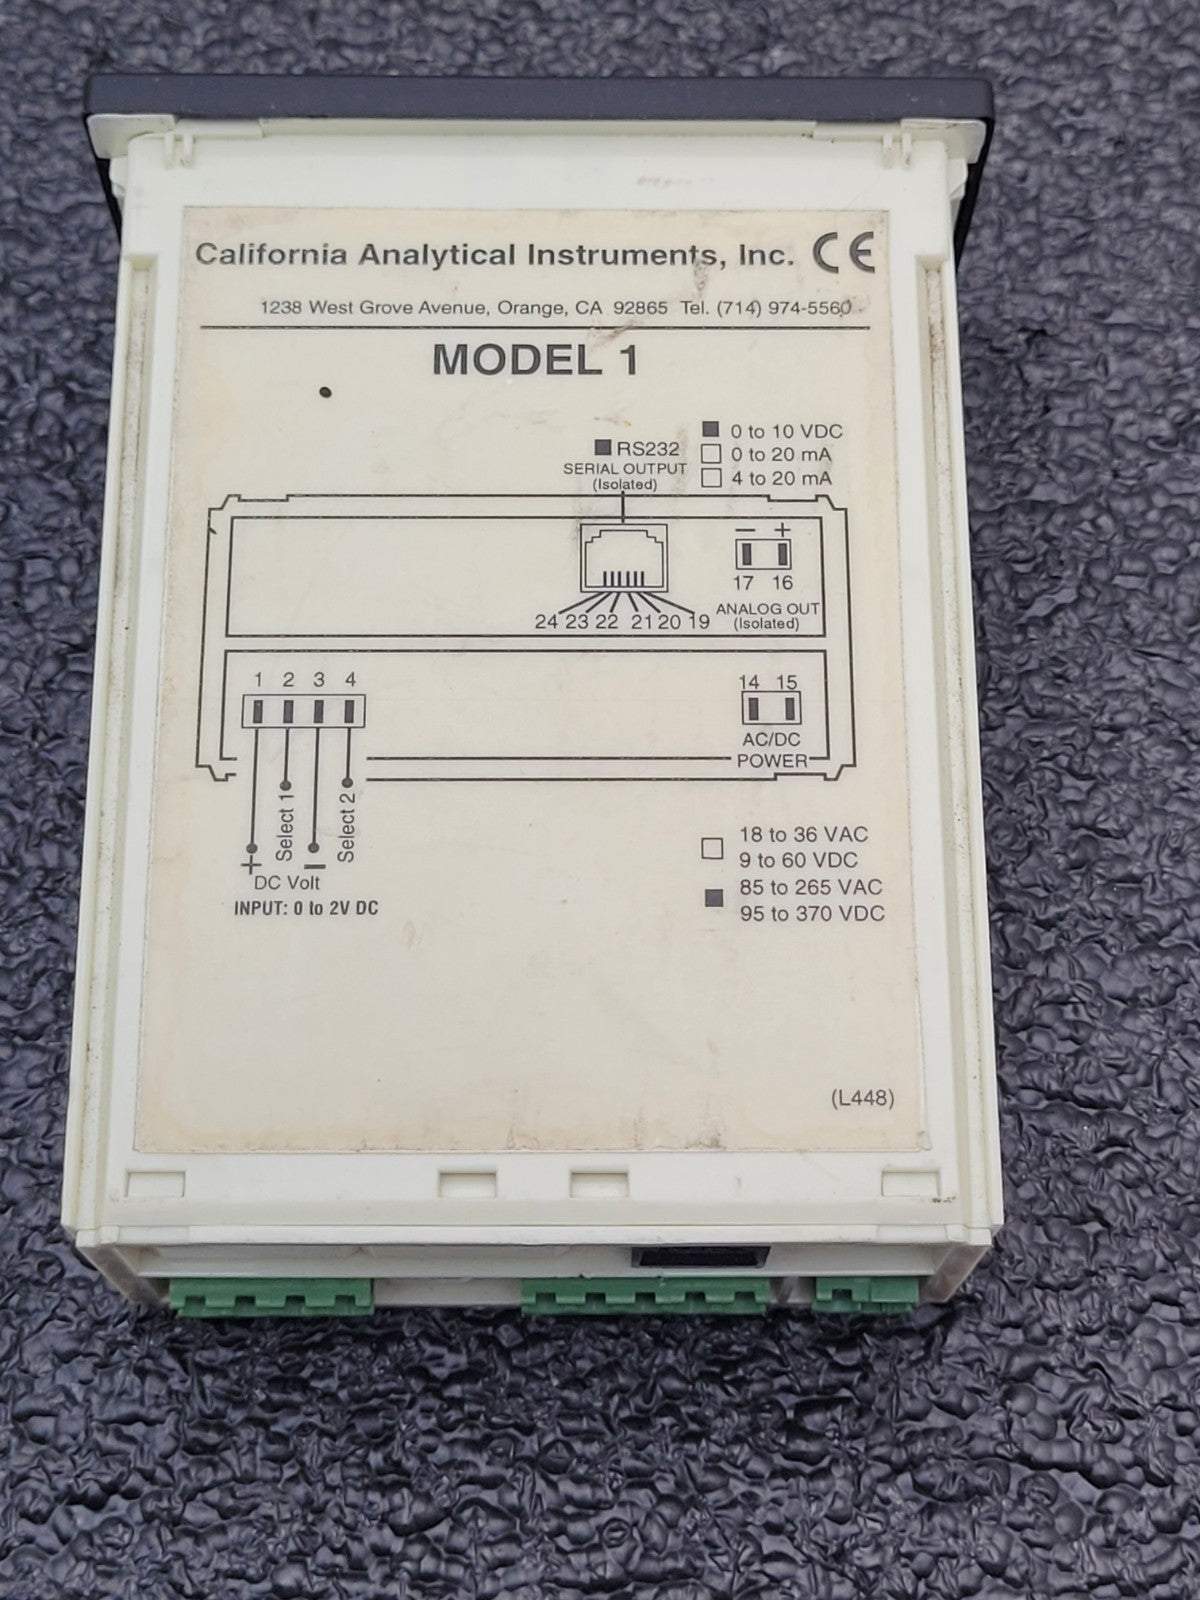 California Analytical Instruments, Inc. CE
1238 West Grove Avenue, Orange, CA 92865 Tel. (714) 974-5560
MODEL 1
RS232
SERIAL OUTPUT
(Isolated)
0 to 10 VDC
0 to 20 mA
4 to 20 mA
− +
17 16
24 23 22 21 20 19
ANALOG OUT
(Isolated)
1 2 3 4
14 15
AC/DC
POWER
Select 1
Select 2
+ −
DC Volt
INPUT: 0 to 2V DC
18 to 36 VAC
9 to 60 VDC
85 to 265 VAC
95 to 370 VDC
(L448)